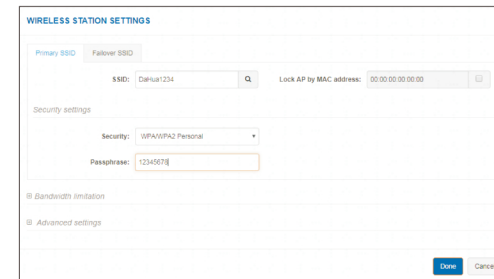 WIRELESS STATION SETTINGS
Primary SSID Failover SSID
SSID: DaHua1234 Lock AP by MAC address: 00:00:00:00:00:00
Security settings
Security: WPA/WPA2 Personal
Passphrase: 12345678
Bandwidth limitation
Advanced settings
Done Cancel